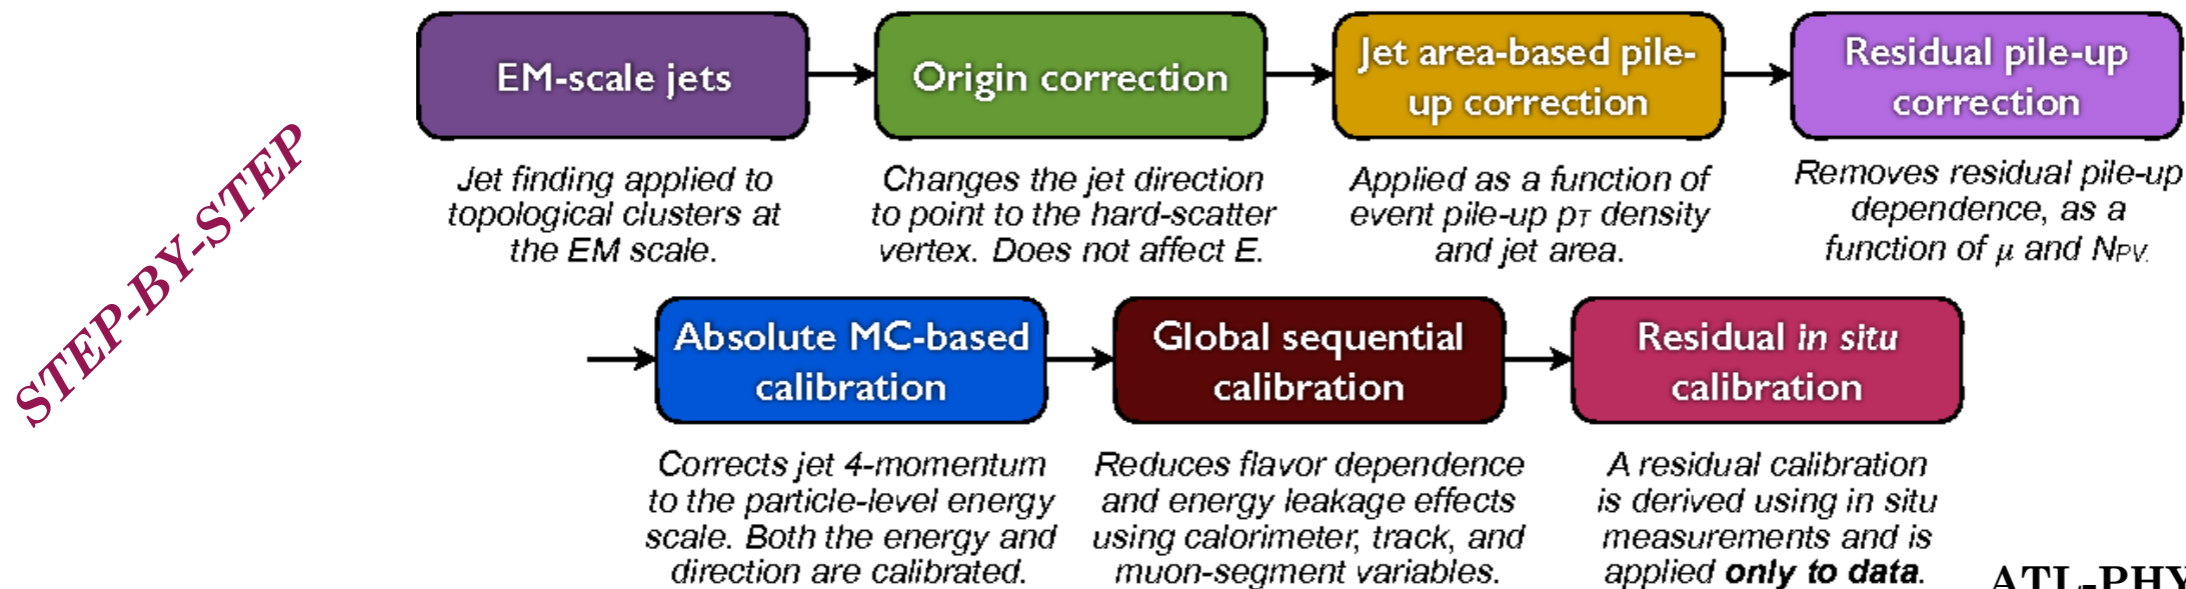 STEP-BY-STEP
EM-scale jets
Jet finding applied to
topological clusters at
the EM scale.
Origin correction
Changes the jet direction
to point to the hard-scatter
vertex. Does not affect E.
Jet area-based pile-
up correction
Applied as a function of
event pile-up pT density
and jet area.
Residual pile-up
correction
Removes residual pile-up
dependence, as a
function of μ and NPV.
Absolute MC-based
calibration
Corrects jet 4-momentum
to the particle-level energy
scale. Both the energy and
direction are calibrated.
Global sequential
calibration
Reduces flavor dependence
and energy leakage effects
using calorimeter, track, and
muon-segment variables.
Residual in situ
calibration
A residual calibration
is derived using in situ
measurements and is
applied only to data.
ATL-PHY